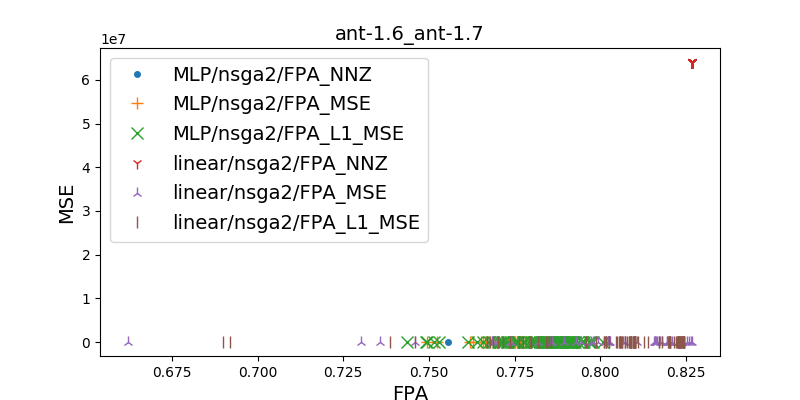 ant-1.6_ant-1.7
1e7
MLP/nsga2/FPA_NNZ
MLP/nsga2/FPA_MSE
MLP/nsga2/FPA_L1_MSE
linear/nsga2/FPA_NNZ
linear/nsga2/FPA_MSE
linear/nsga2/FPA_L1_MSE
6
5
4
3
2
1
0
MSE
0.675 0.700 0.725 0.750 0.775 0.800 0.825
FPA